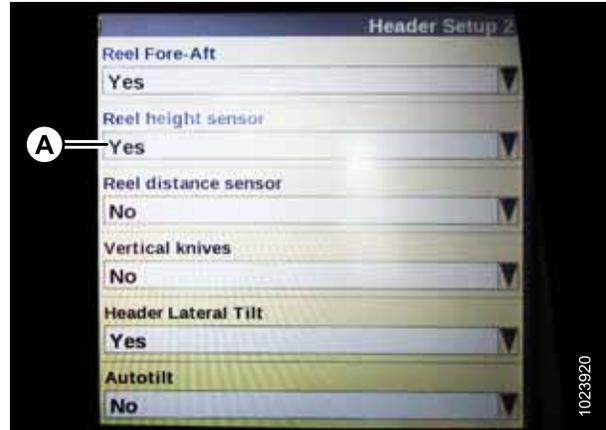 Header Setup 2
Reel Fore-Aft
Yes
Reel height sensor
A
Yes
Reel distance sensor
No
Vertical knives
No
Header Lateral Tilt
Yes
Autotilt
No
1023920